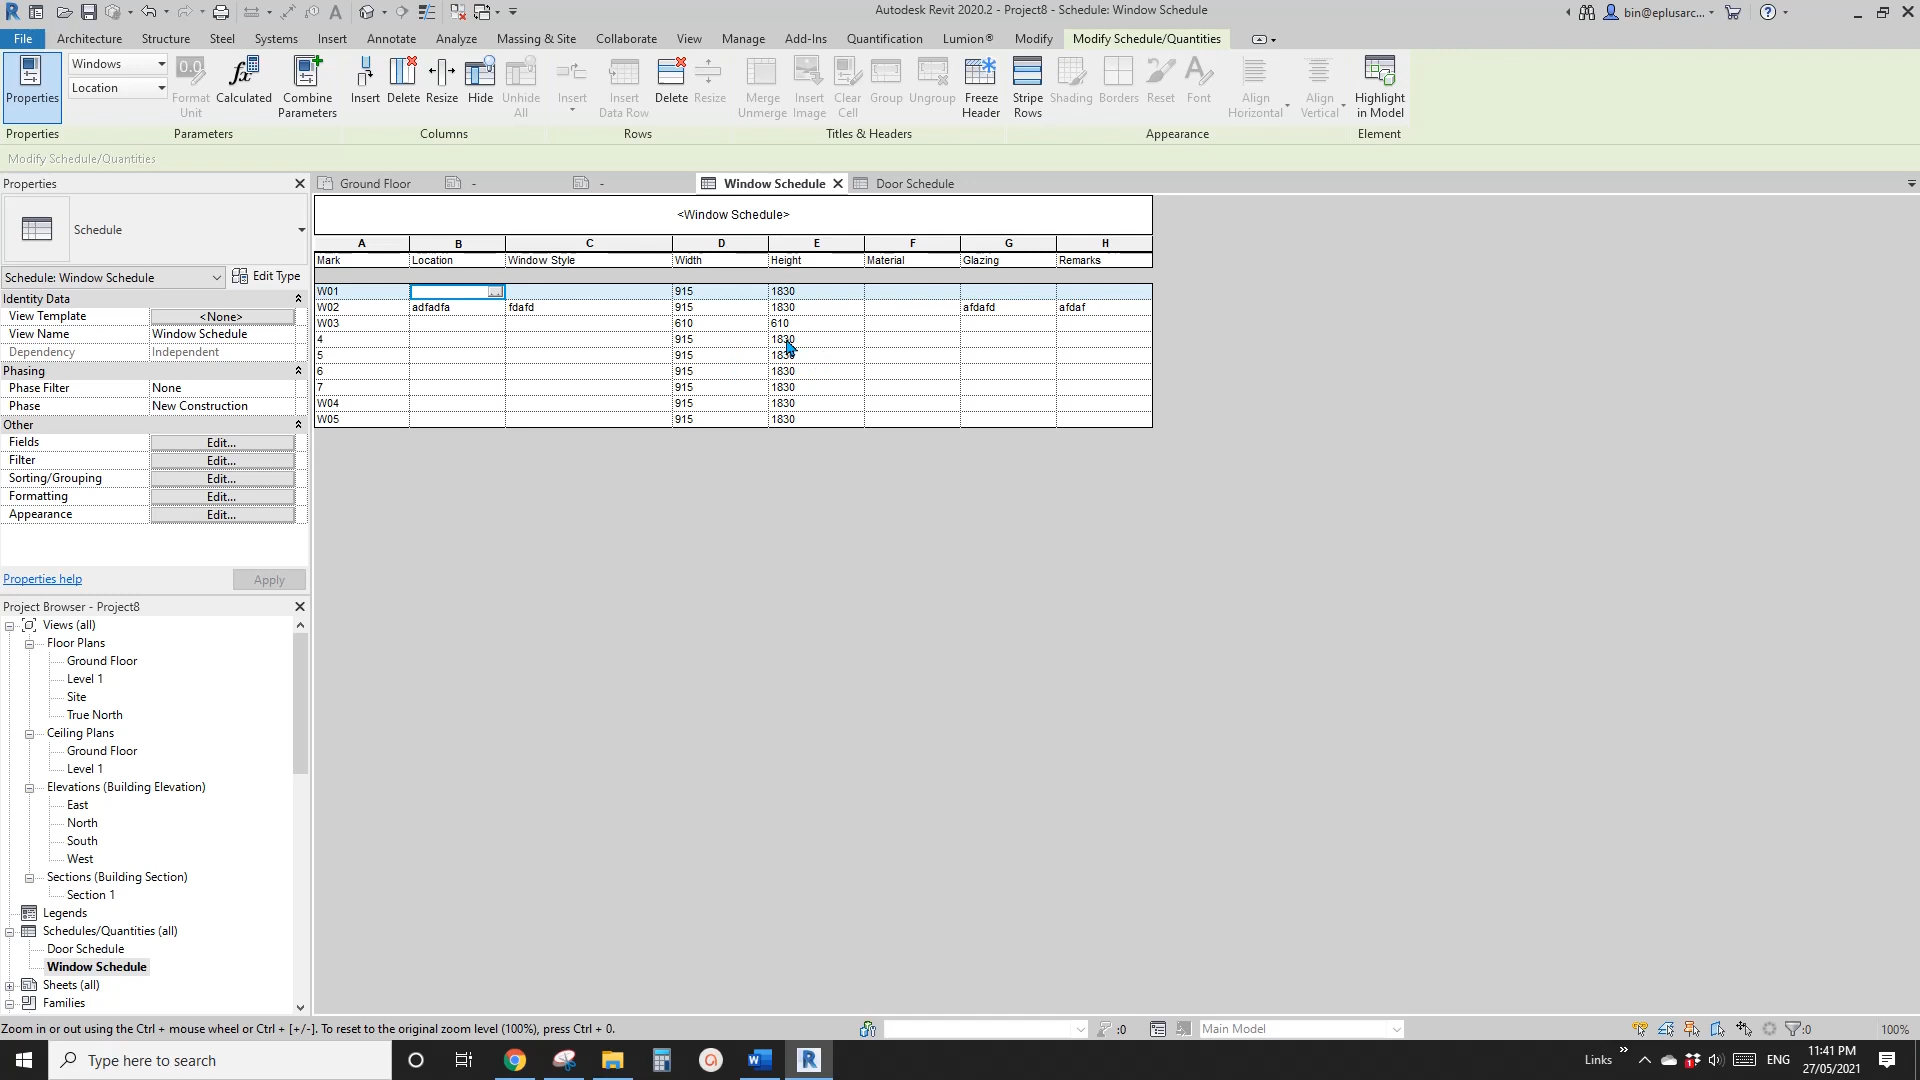 Autodesk Revit 2020.2 - Project8 - Schedule: Window Schedule
bin@eplusarc...
File Architecture Structure Steel Systems Insert Annotate Analyze Massing & Site Collaborate View Manage Add-Ins Quantification Lumion® Modify Modify Schedule/Quantities
Properties
Windows
Location
Format Unit
Calculated
Combine Parameters
Insert
Delete
Resize
Hide
Unhide All
Insert
Insert Data Row
Delete
Resize
Merge Unmerge
Insert Image
Clear Cell
Group
Ungroup
Freeze Header
Stripe Rows
Shading
Borders
Reset
Font
Align Horizontal
Align Vertical
Highlight in Model
Properties Parameters Columns Rows Titles & Headers Appearance Element
Modify Schedule/Quantities
Properties
Schedule
Schedule: Window Schedule Edit Type
Identity Data
View Template <None>
View Name Window Schedule
Dependency Independent
Phasing
Phase Filter None
Phase New Construction
Other
Fields Edit...
Filter Edit...
Sorting/Grouping Edit...
Formatting Edit...
Appearance Edit...
Properties help Apply
Project Browser - Project8
Views (all)
Floor Plans
Ground Floor
Level 1
Site
True North
Ceiling Plans
Ground Floor
Level 1
Elevations (Building Elevation)
East
North
South
West
Sections (Building Section)
Section 1
Legends
Schedules/Quantities (all)
Door Schedule
Window Schedule
Sheets (all)
Families
Ground Floor - - Window Schedule Door Schedule
<Window Schedule>
A B C D E F G H
Mark Location Window Style Width Height Material Glazing Remarks
W01 ... 915 1830
W02 adfadfa fdafd 915 1830 afdafd afdaf
W03 610 610
4 915 1830
5 915 1830
6 915 1830
7 915 1830
W04 915 1830
W05 915 1830
Zoom in or out using the Ctrl + mouse wheel or Ctrl + [+/-]. To reset to the original zoom level (100%), press Ctrl + 0.
:0
Main Model
:0
100%
Type here to search
Links
ENG
11:41 PM
27/05/2021